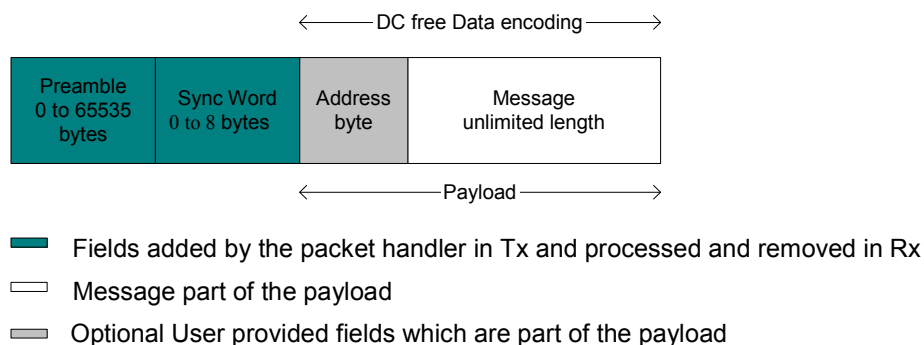 DC free Data encoding
Preamble
0 to 65535
bytes
Sync Word
0 to 8 bytes
Address
byte
Message
unlimited length
Payload
Fields added by the packet handler in Tx and processed and removed in Rx
Message part of the payload
Optional User provided fields which are part of the payload